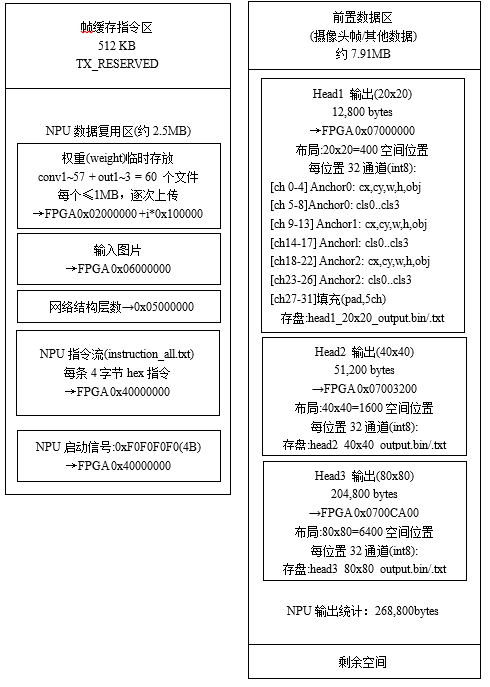 帧缓存指令区
512 KB
TX_RESERVED
NPU 数据复用区(约 2.5MB)
权重(weight)临时存放
conv1~57 + out1~3 = 60 个文件
每个≤1MB，逐次上传
→FPGA 0x02000000 +i*0x100000
输入图片
→FPGA 0x06000000
网络结构层数→0x05000000
NPU 指令流(instruction_all.txt)
每条 4 字节 hex 指令
→FPGA 0x40000000
NPU 启动信号:0xF0F0F0F0(4B)
→FPGA 0x40000000
前置数据区
(摄像头帧/其他数据)
约 7.91MB
Head1 输出(20x20)
12,800 bytes
→FPGA 0x07000000
布局:20x20=400 空间位置
每位置 32 通道(int8):
[ch 0-4] Anchor0: cx,cy,w,h,obj
[ch 5-8]Anchor0: cls0..cls3
[ch 9-13] Anchor1: cx,cy,w,h,obj
[ch14-17] Anchorl: cls0..cls3
[ch18-22] Anchor2: cx,cy,w,h,obj
[ch23-26] Anchor2: cls0..cls3
[ch27-31]填充(pad,5ch)
存盘:head1_20x20_output.bin/.txt
Head2 输出(40x40)
51,200 bytes
→FPGA 0x07003200
布局:40x40=1600 空间位置
每位置 32 通道(int8):
存盘:head2_40x40_output.bin/.txt
Head3 输出(80x80)
204,800 bytes
→FPGA 0x0700CA00
布局:80x80=6400 空间位置
每位置 32 通道(int8):
存盘:head3_80x80_output.bin/.txt
NPU 输出统计：268,800bytes
剩余空间